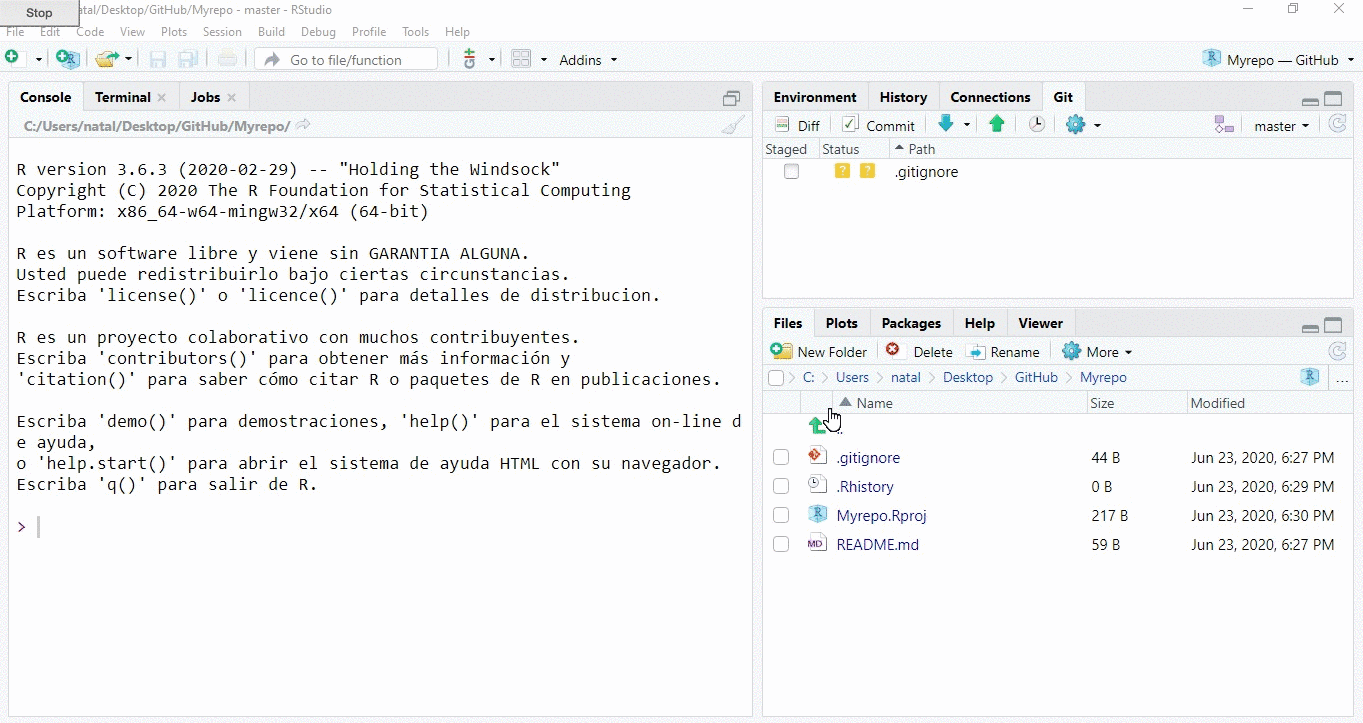 Stop
atal/Desktop/GitHub/Myrepo - master - RStudio
File Edit Code View Plots Session Build Debug Profile Tools Help
Go to file/function
Addins
Myrepo — GitHub
Console Terminal Jobs
C:/Users/natal/Desktop/GitHub/Myrepo/
R version 3.6.3 (2020-02-29) -- "Holding the Windsock"
Copyright (C) 2020 The R Foundation for Statistical Computing
Platform: x86_64-w64-mingw32/x64 (64-bit)
R es un software libre y viene sin GARANTIA ALGUNA.
Usted puede redistribuirlo bajo ciertas circunstancias.
Escriba 'license()' o 'licence()' para detalles de distribucion.
R es un proyecto colaborativo con muchos contribuyentes.
Escriba 'contributors()' para obtener más información y
'citation()' para saber cómo citar R o paquetes de R en publicaciones.
Escriba 'demo()' para demostraciones, 'help()' para el sistema on-line d
e ayuda,
o 'help.start()' para abrir el sistema de ayuda HTML con su navegador.
Escriba 'q()' para salir de R.
>
Environment History Connections Git
Diff Commit master
Staged Status Path
? ? .gitignore
Files Plots Packages Help Viewer
New Folder Delete Rename More
C: Users natal Desktop GitHub Myrepo ...
Name Size Modified
..
.gitignore 44 B Jun 23, 2020, 6:27 PM
.Rhistory 0 B Jun 23, 2020, 6:29 PM
Myrepo.Rproj 217 B Jun 23, 2020, 6:30 PM
MD README.md 59 B Jun 23, 2020, 6:27 PM